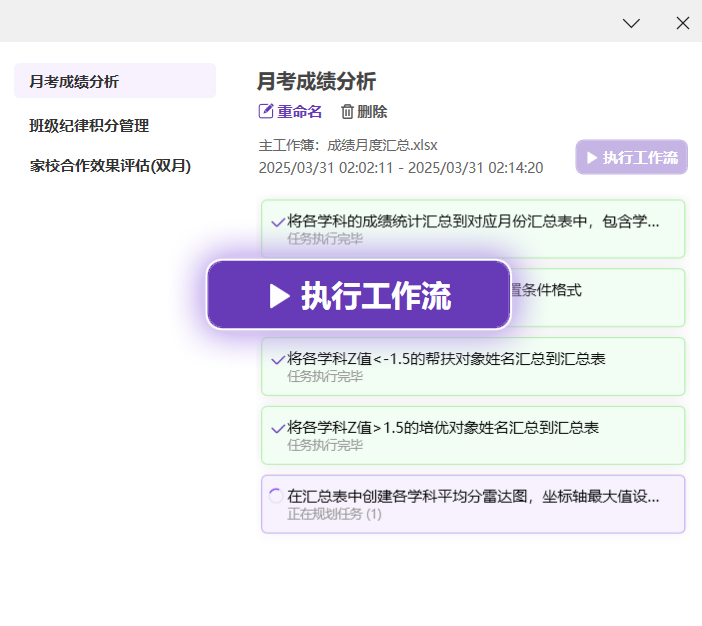 月考成绩分析
班级纪律积分管理
家校合作效果评估(双月)
月考成绩分析
重命名 删除
主工作簿：成绩月度汇总.xlsx
2025/03/31 02:02:11 - 2025/03/31 02:14:20
执行工作流
将各学科的成绩统计汇总到对应月份汇总表中，包含学...
任务执行完毕
执行工作流
置条件格式
将各学科Z值<-1.5的帮扶对象姓名汇总到汇总表
任务执行完毕
将各学科Z值>1.5的培优对象姓名汇总到汇总表
任务执行完毕
在汇总表中创建各学科平均分雷达图，坐标轴最大值设...
正在规划任务 (1)